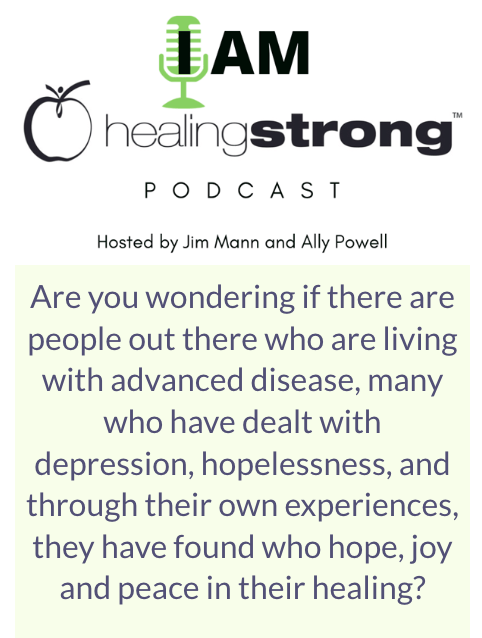 I AM
healingstrong™
PODCAST
Hosted by Jim Mann and Ally Powell
Are you wondering if there are
people out there who are living
with advanced disease, many
who have dealt with
depression, hopelessness, and
through their own experiences,
they have found who hope, joy
and peace in their healing?